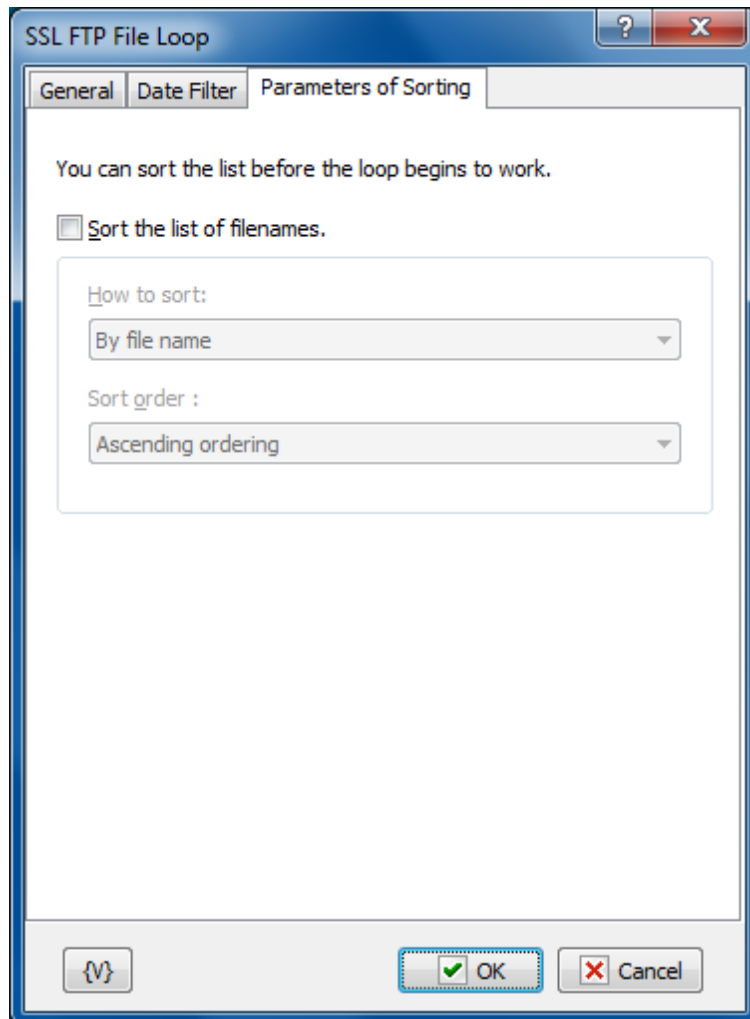 SSL FTP File Loop
?
General
Date Filter
Parameters of Sorting
You can sort the list before the loop begins to work.
Sort the list of filenames.
How to sort:
By file name
Sort order :
Ascending ordering
{V}
OK
Cancel